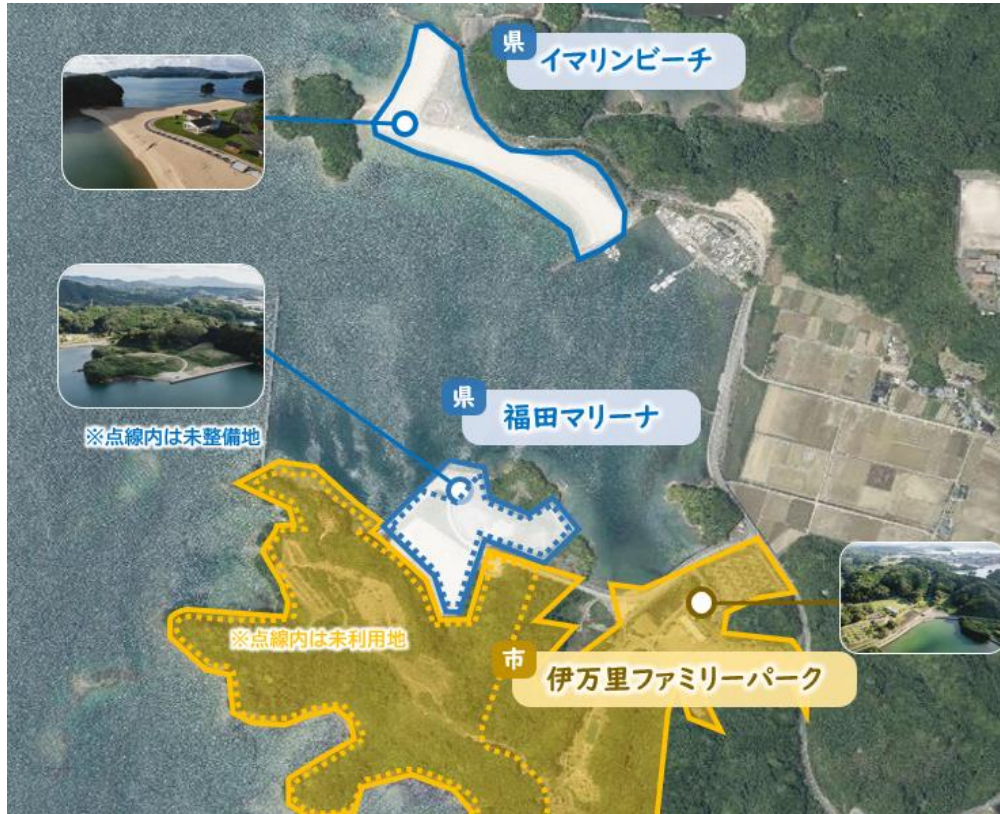 県
イマリンビーチ
県
福田マリーナ
※点線内は未整備地
※点線内は未利用地
市
伊万里ファミリーパーク